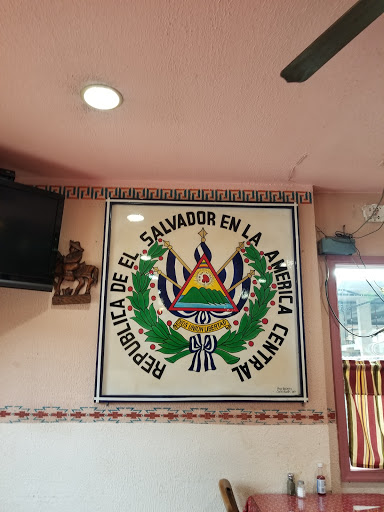 REPUBLICA DE EL SALVADOR EN LA AMERICA CENTRAL
DIOS UNION LIBERTAD